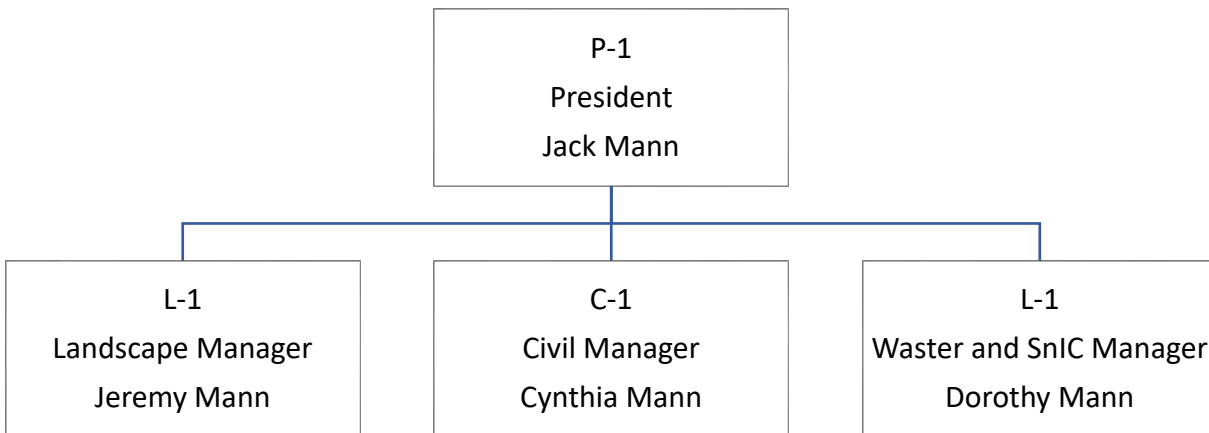 P-1
President
Jack Mann
L-1
Landscape Manager
Jeremy Mann
C-1
Civil Manager
Cynthia Mann
L-1
Waster and SnIC Manager
Dorothy Mann